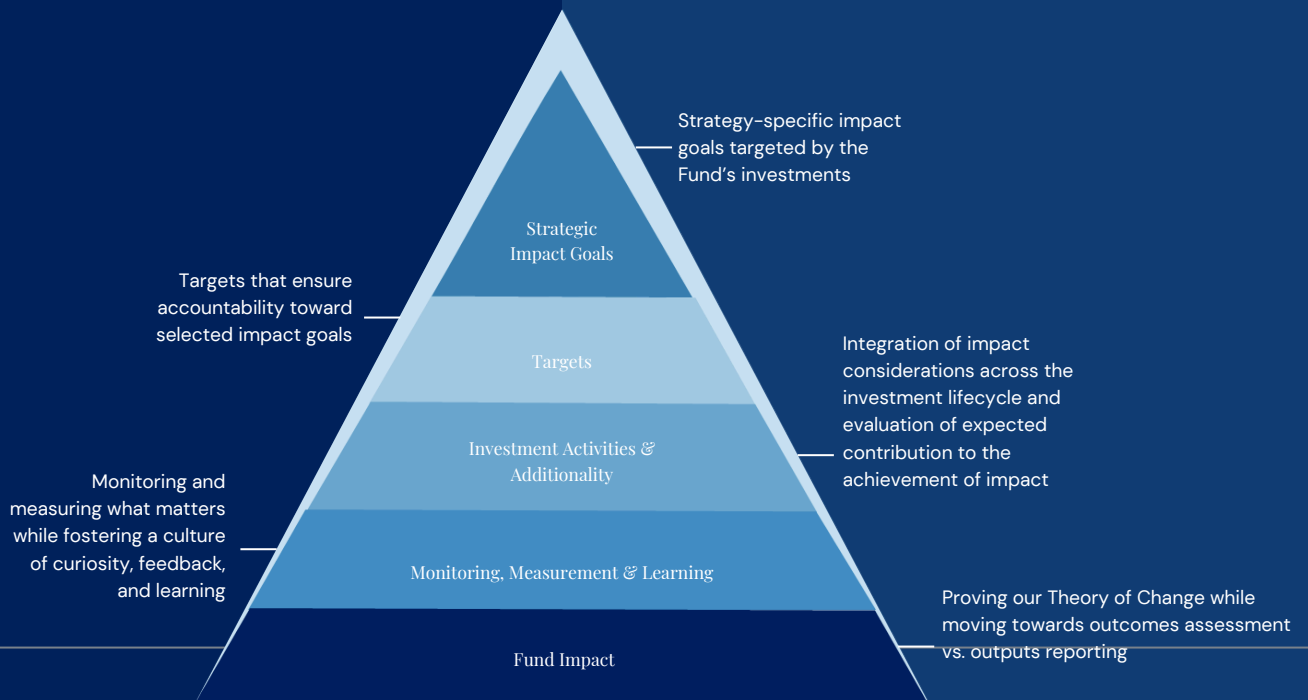 Strategy-specific impact
goals targeted by the
Fund's investments
Strategic
Impact Goals
Targets that ensure
accountability toward
selected impact goals
Targets
Integration of impact
considerations across the
investment lifecycle and
evaluation of expected
contribution to the
achievement of impact
Investment Activities &
Additionality
Monitoring and
measuring what matters
while fostering a culture
of curiosity, feedback,
and learning
Monitoring, Measurement & Learning
Proving our Theory of Change while
moving towards outcomes assessment
vs. outputs reporting
Fund Impact